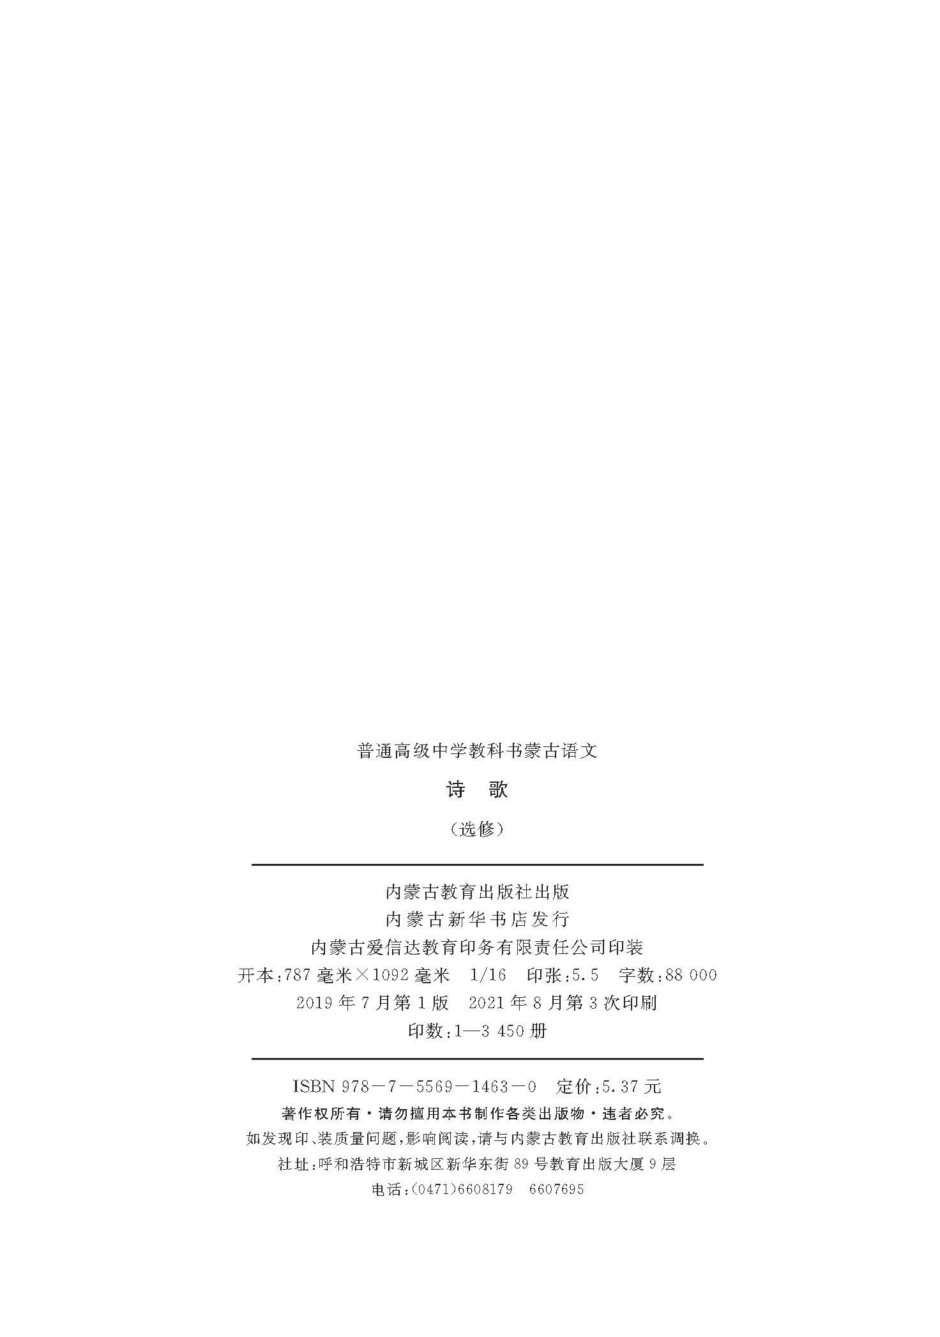 普通高级中学教科书蒙古语文
诗 歌
（选修）
内蒙古教育出版社出版
内蒙古新华书店发行
内蒙古爱信达教育印务有限责任公司印装
开本:787 毫米×1092 毫米 1/16 印张:5.5 字数:88 000
2019 年 7 月第 1 版 2021 年 8 月第 3 次印刷
印数:1—3 450 册
ISBN 978-7-5569-1463-0 定价:5.37 元
著作权所有·请勿擅用本书制作各类出版物·违者必究。
如发现印、装质量问题,影响阅读,请与内蒙古教育出版社联系调换。
社址:呼和浩特市新城区新华东街 89 号教育出版大厦 9 层
电话:(0471)6608179 6607695